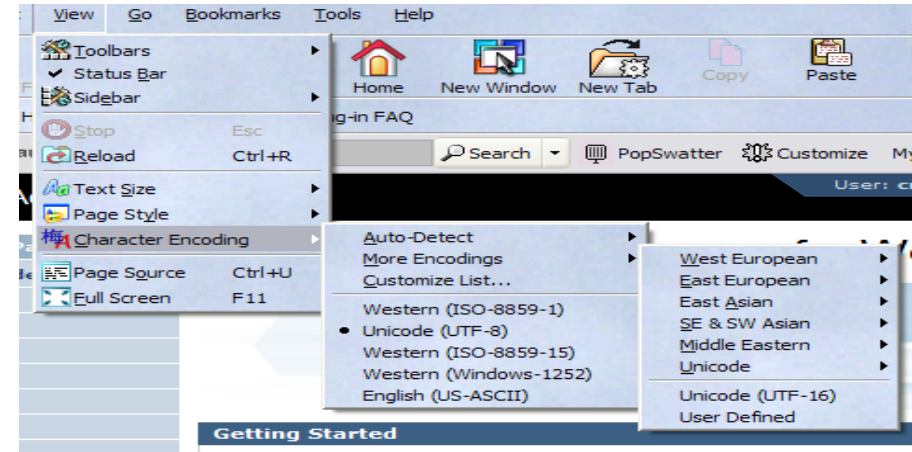 View Go Bookmarks Tools Help
Toolbars
Status Bar
Sidebar
Stop Esc
Reload Ctrl+R
Text Size
Page Style
Character Encoding
Page Source Ctrl+U
Full Screen F11
Home New Window New Tab Copy Paste
g-in FAQ
Search PopSwatter Customize My
User:
Auto-Detect
More Encodings
Customize List...
Western (ISO-8859-1)
Unicode (UTF-8)
Western (ISO-8859-15)
Western (Windows-1252)
English (US-ASCII)
West European
East European
East Asian
SE & SW Asian
Middle Eastern
Unicode
Unicode (UTF-16)
User Defined
Getting Started